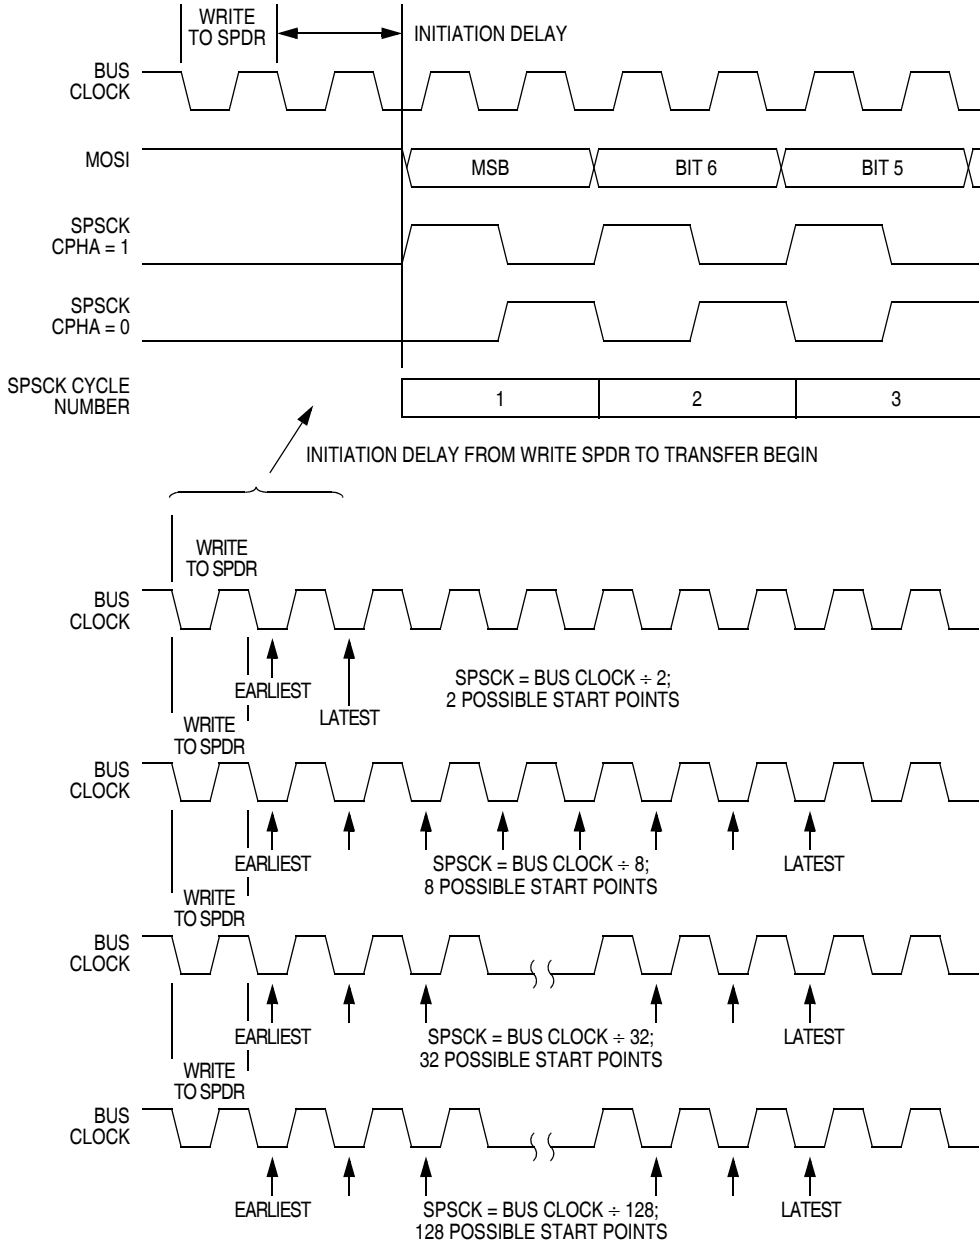 WRITE
TO SPDR
INITIATION DELAY
BUS
CLOCK
MOSI
MSB
BIT 6
BIT 5
SPSCK
CPHA = 1
SPSCK
CPHA = 0
SPSCK CYCLE
NUMBER
1
2
3
INITIATION DELAY FROM WRITE SPDR TO TRANSFER BEGIN
WRITE
TO SPDR
BUS
CLOCK
EARLIEST
LATEST
SPSCK = BUS CLOCK ÷ 2;
2 POSSIBLE START POINTS
WRITE
TO SPDR
BUS
CLOCK
EARLIEST
SPSCK = BUS CLOCK ÷ 8;
8 POSSIBLE START POINTS
LATEST
WRITE
TO SPDR
BUS
CLOCK
EARLIEST
SPSCK = BUS CLOCK ÷ 32;
32 POSSIBLE START POINTS
LATEST
WRITE
TO SPDR
BUS
CLOCK
EARLIEST
SPSCK = BUS CLOCK ÷ 128;
128 POSSIBLE START POINTS
LATEST